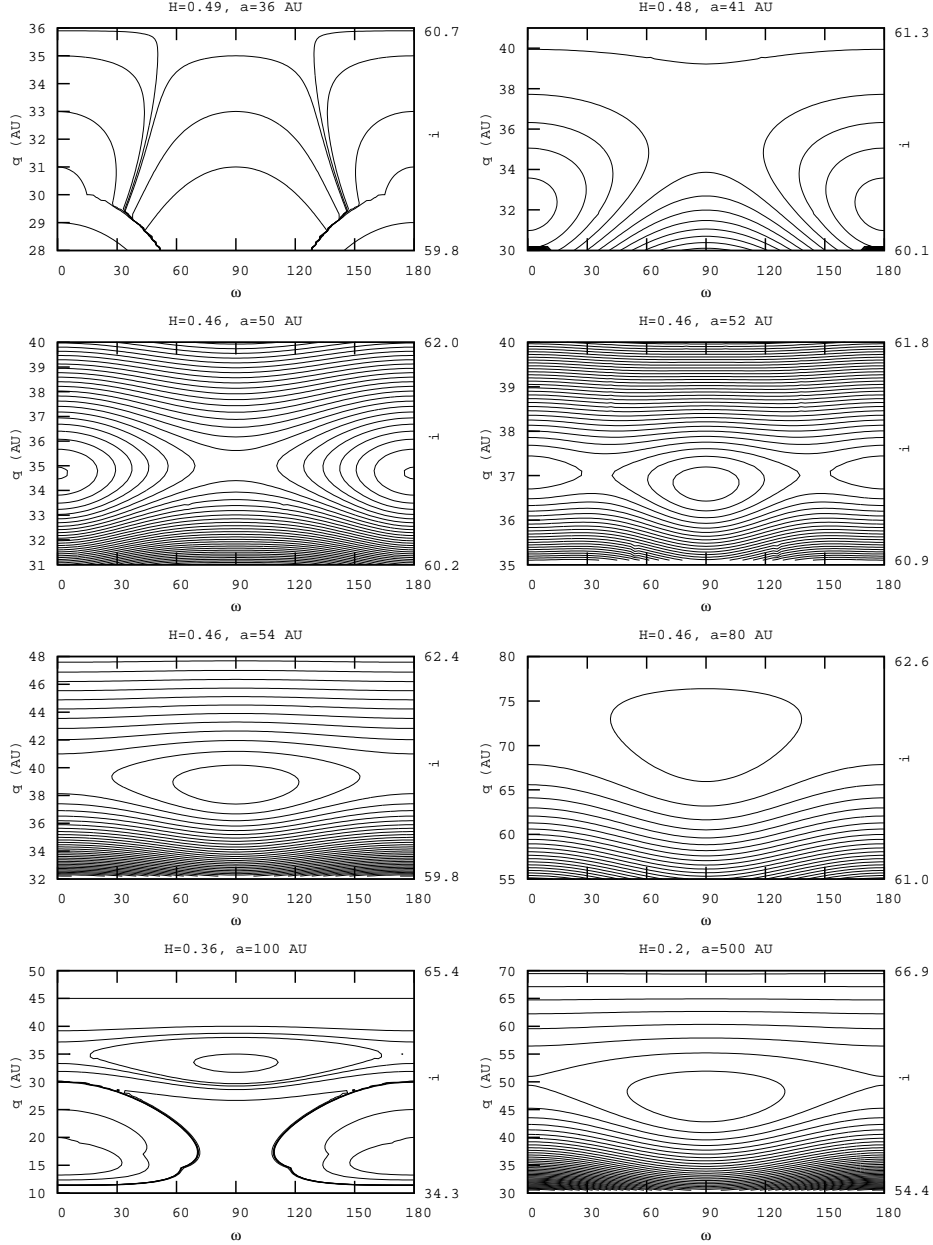 H=0.49, a=36 AU
36
35
34
33
32
31
30
29
28
q (AU)
60.7
i
59.8
0 30 60 90 120 150 180
ω
H=0.48, a=41 AU
40
38
36
34
32
30
q (AU)
61.3
i
60.1
0 30 60 90 120 150 180
ω
H=0.46, a=50 AU
40
39
38
37
36
35
34
33
32
31
q (AU)
62.0
i
60.2
0 30 60 90 120 150 180
ω
H=0.46, a=52 AU
40
39
38
37
36
35
q (AU)
61.8
i
60.9
0 30 60 90 120 150 180
ω
H=0.46, a=54 AU
48
46
44
42
40
38
36
34
32
q (AU)
62.4
i
59.8
0 30 60 90 120 150 180
ω
H=0.46, a=80 AU
80
75
70
65
60
55
q (AU)
62.6
i
61.0
0 30 60 90 120 150 180
ω
H=0.36, a=100 AU
50
45
40
35
30
25
20
15
10
q (AU)
65.4
i
34.3
0 30 60 90 120 150 180
ω
H=0.2, a=500 AU
70
65
60
55
50
45
40
35
30
q (AU)
66.9
i
54.4
0 30 60 90 120 150 180
ω